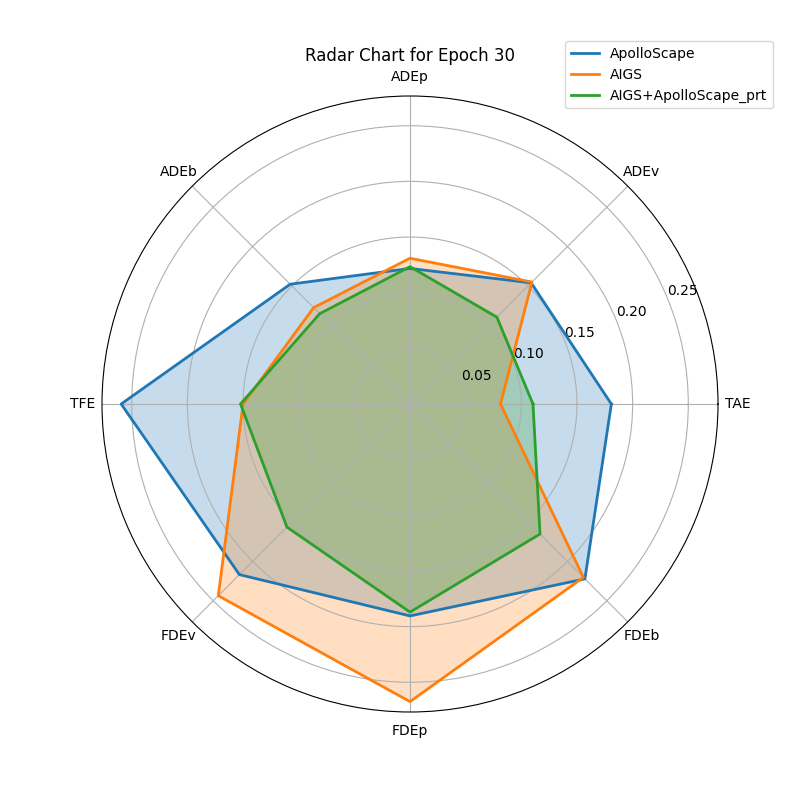 Radar Chart for Epoch 30
ApolloScape
AIGS
AIGS+ApolloScape_prt
ADEp
ADEb
ADEv
0.25
0.20
0.15
0.10
0.05
TFE
TAE
FDEv
FDEb
FDEp